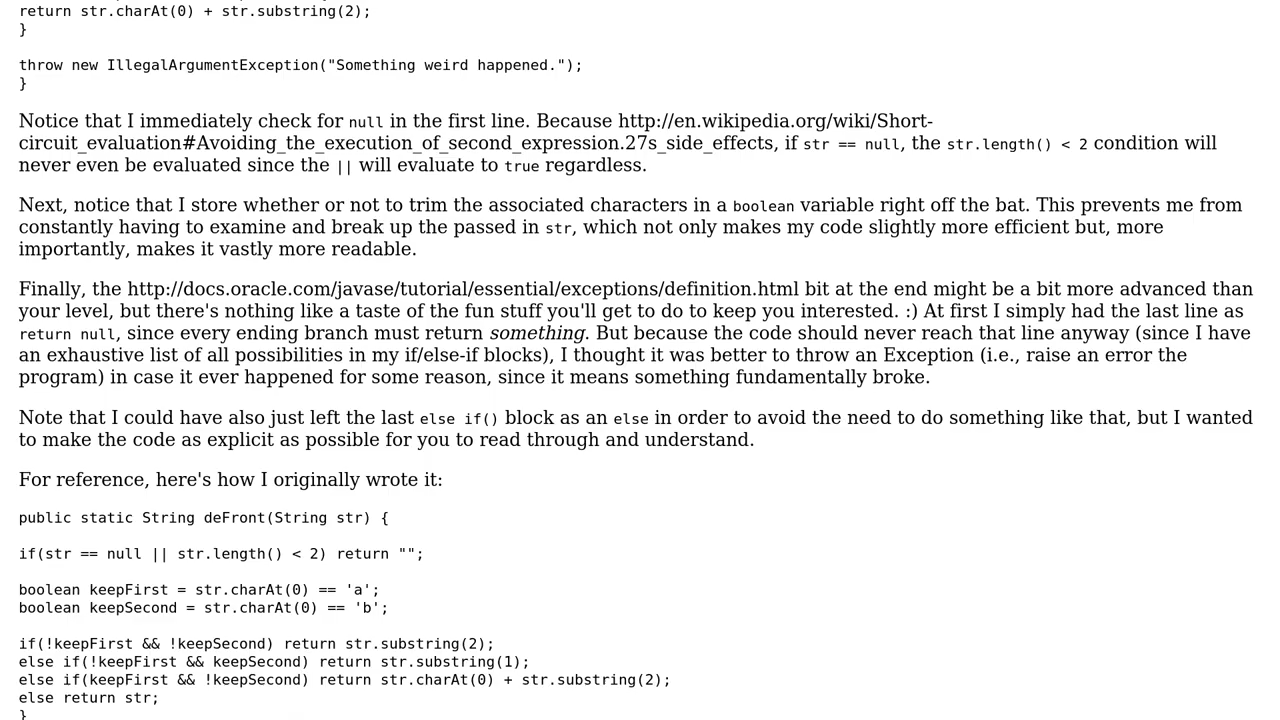 return str.charAt(0) + str.substring(2);
}
throw new IllegalArgumentException("Something weird happened.");
}
Notice that I immediately check for null in the first line. Because http://en.wikipedia.org/wiki/Short-
circuit_evaluation#Avoiding_the_execution_of_second_expression.27s_side_effects, if str == null, the str.length() < 2 condition will
never even be evaluated since the || will evaluate to true regardless.
Next, notice that I store whether or not to trim the associated characters in a boolean variable right off the bat. This prevents me from
constantly having to examine and break up the passed in str, which not only makes my code slightly more efficient but, more
importantly, makes it vastly more readable.
Finally, the http://docs.oracle.com/javase/tutorial/essential/exceptions/definition.html bit at the end might be a bit more advanced than
your level, but there's nothing like a taste of the fun stuff you'll get to do to keep you interested. :) At first I simply had the last line as
return null, since every ending branch must return something. But because the code should never reach that line anyway (since I have
an exhaustive list of all possibilities in my if/else-if blocks), I thought it was better to throw an Exception (i.e., raise an error the
program) in case it ever happened for some reason, since it means something fundamentally broke.
Note that I could have also just left the last else if() block as an else in order to avoid the need to do something like that, but I wanted
to make the code as explicit as possible for you to read through and understand.
For reference, here's how I originally wrote it:
public static String deFront(String str) {
if(str == null || str.length() < 2) return "";
boolean keepFirst = str.charAt(0) == 'a';
boolean keepSecond = str.charAt(0) == 'b';
if(!keepFirst && !keepSecond) return str.substring(2);
else if(!keepFirst && keepSecond) return str.substring(1);
else if(keepFirst && !keepSecond) return str.charAt(0) + str.substring(2);
else return str;
}